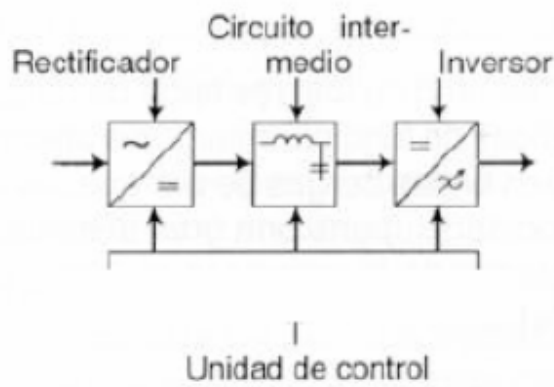 Circuito inter-
Rectificador medio Inversor
Unidad de control